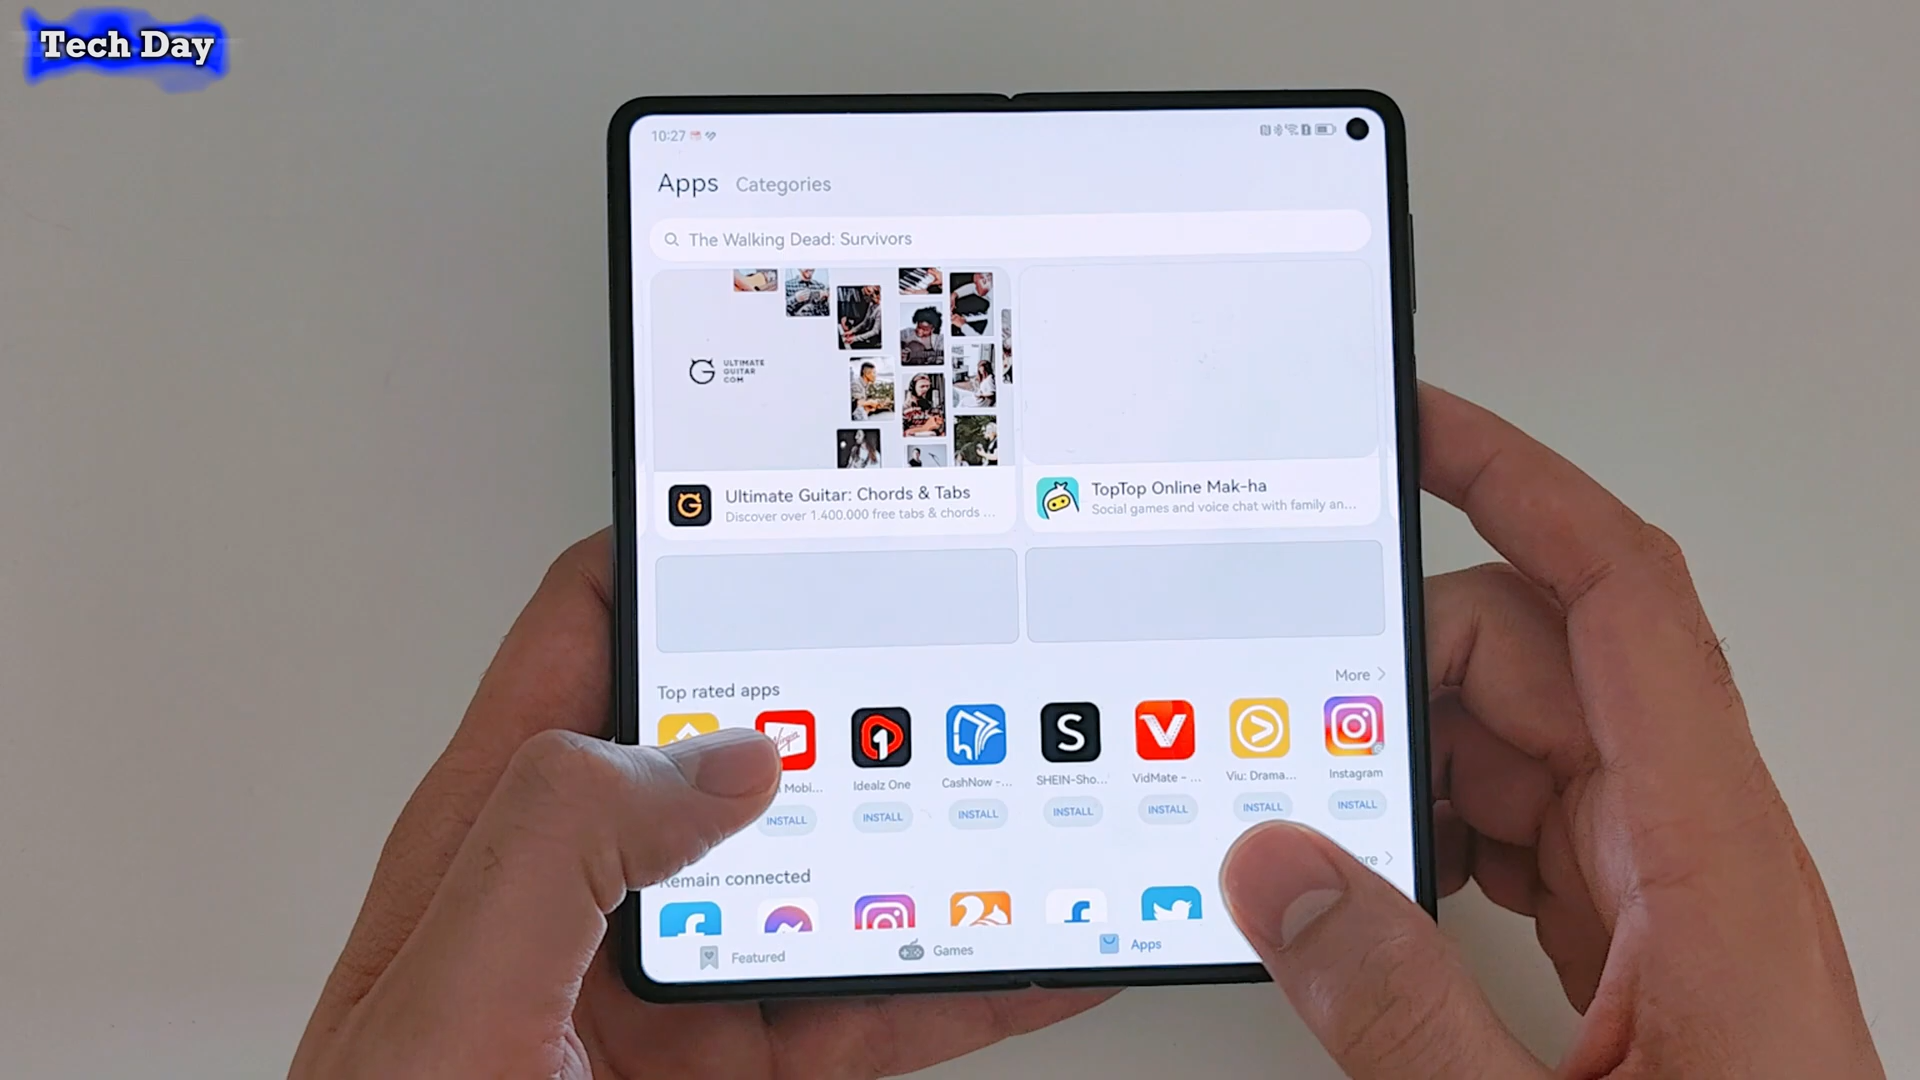 Tech Day
10:27
Apps Categories
The Walking Dead: Survivors
ULTIMATE
GUITAR
COM
Ultimate Guitar: Chords & Tabs
Discover over 1.400.000 free tabs & chords ...
TopTop Online Mak-ha
Social games and voice chat with family an...
Top rated apps
More
Virgin
Mobi...
Idealz One
CashNow -...
SHEIN-Sho...
VidMate - ...
Viu: Drama...
Instagram
INSTALL
INSTALL
INSTALL
INSTALL
INSTALL
INSTALL
INSTALL
Remain connected
Featured
Games
Apps